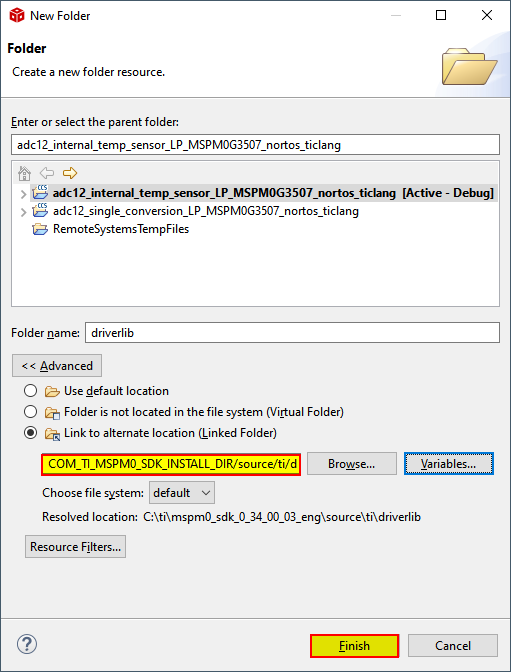 New Folder
Folder
Create a new folder resource.
Enter or select the parent folder:
adc12_internal_temp_sensor_LP_MSPM0G3507_nortos_ticlang
CCS adc12_internal_temp_sensor_LP_MSPM0G3507_nortos_ticlang [Active - Debug]
CCS adc12_single_conversion_LP_MSPM0G3507_nortos_ticlang
RemoteSystemsTempFiles
Folder name: driverlib
<< Advanced
Use default location
Folder is not located in the file system (Virtual Folder)
Link to alternate location (Linked Folder)
COM_TI_MSPM0_SDK_INSTALL_DIR/source/ti/d Browse... Variables...
Choose file system: default
Resolved location: C:\ti\mspm0_sdk_0_34_00_03_eng\source\ti\driverlib
Resource Filters...
? Finish Cancel